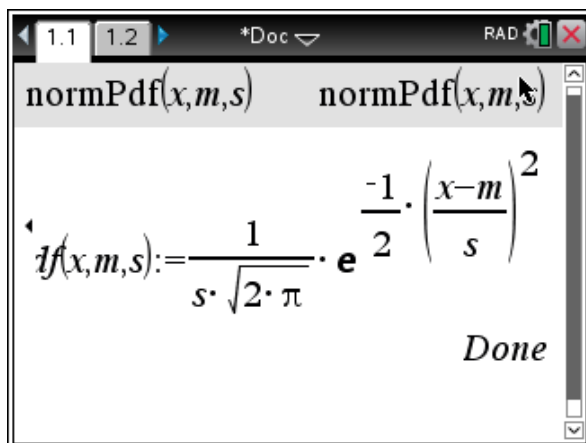 1.1 1.2 *Doc RAD
normPdf(x,m,s) normPdf(x,m,s)
f(x,m,s):=1/(s·√(2·π))·e^(-1/2·((x-m)/s)^2)
Done